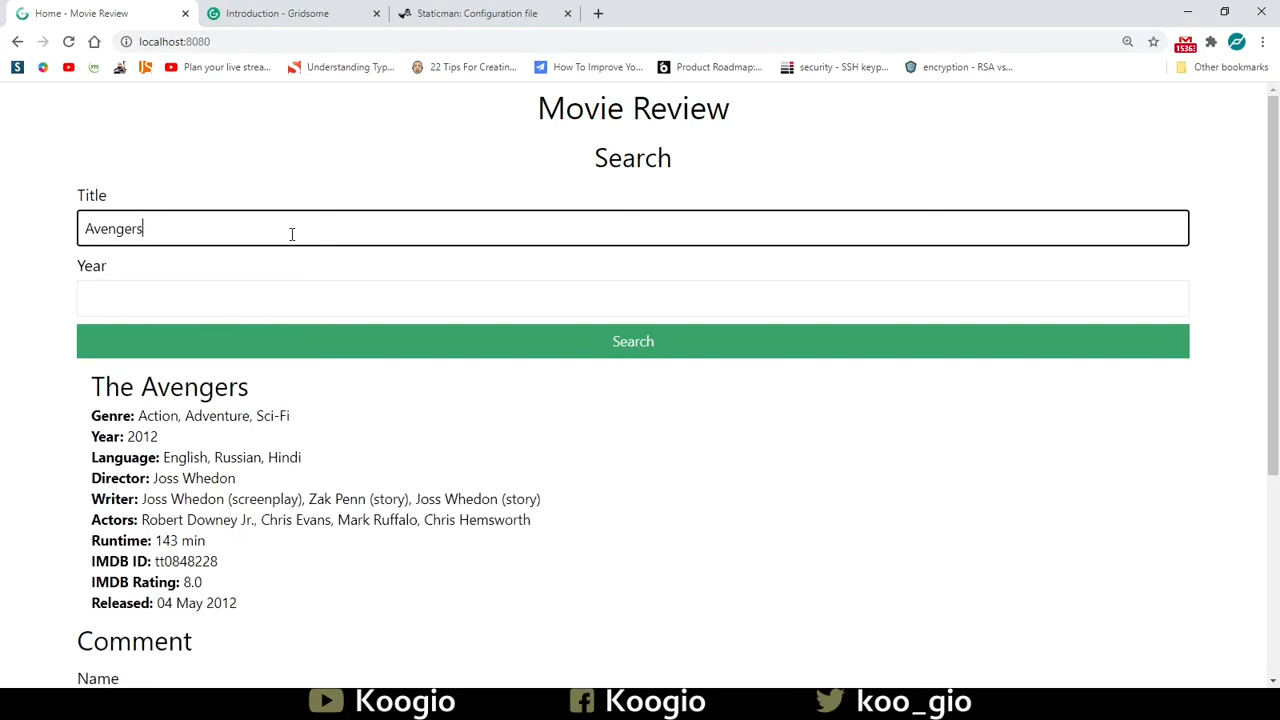 Home - Movie Review
Introduction - Gridsome
Staticman: Configuration file
localhost:8080
15363
Plan your live strea...
JS
Understanding Typ...
22 Tips For Creatin...
How To Improve Yo...
Product Roadmap:...
security - SSH keyp...
encryption - RSA vs...
Other bookmarks
Movie Review
Search
Title
Avengers
Year
Search
The Avengers
Genre: Action, Adventure, Sci-Fi
Year: 2012
Language: English, Russian, Hindi
Director: Joss Whedon
Writer: Joss Whedon (screenplay), Zak Penn (story), Joss Whedon (story)
Actors: Robert Downey Jr., Chris Evans, Mark Ruffalo, Chris Hemsworth
Runtime: 143 min
IMDB ID: tt0848228
IMDB Rating: 8.0
Released: 04 May 2012
Comment
Name
Koogio
Koogio
koo_gio